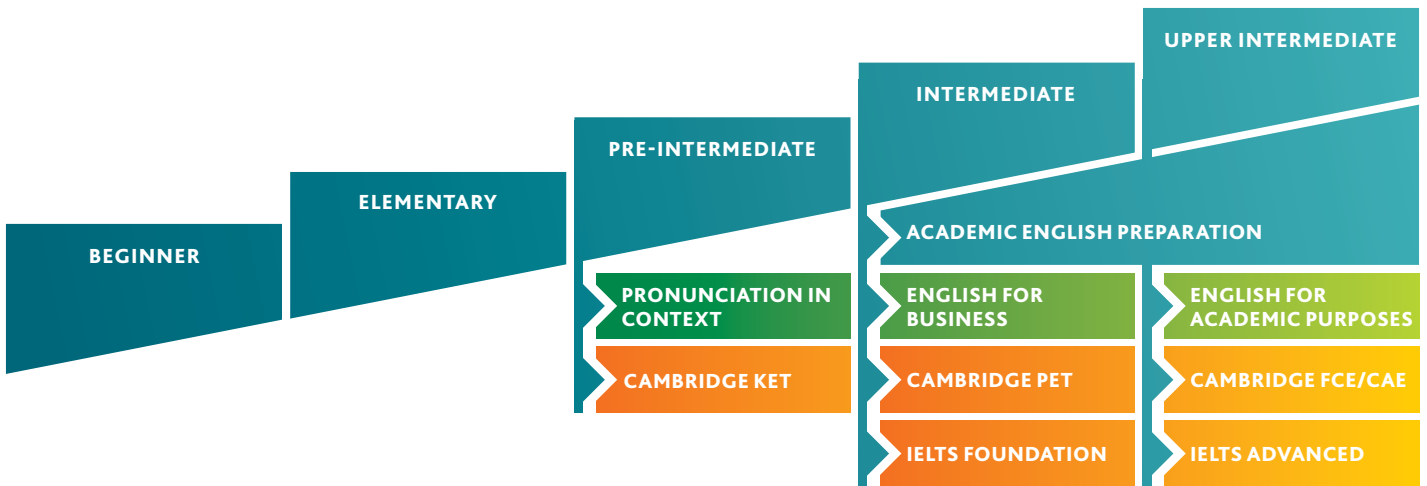 BEGINNER
ELEMENTARY
PRE-INTERMEDIATE
INTERMEDIATE
UPPER INTERMEDIATE
ACADEMIC ENGLISH PREPARATION
PRONUNCIATION IN
CONTEXT
CAMBRIDGE KET
ENGLISH FOR
BUSINESS
CAMBRIDGE PET
IELTS FOUNDATION
ENGLISH FOR
ACADEMIC PURPOSES
CAMBRIDGE FCE/CAE
IELTS ADVANCED